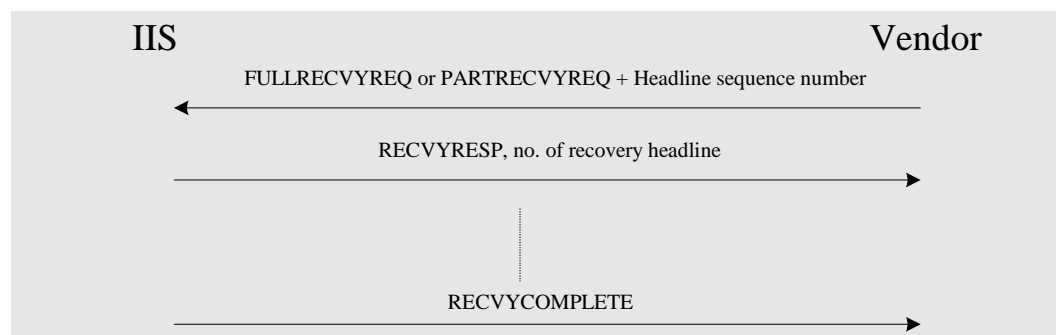 IIS Vendor
FULLRECVYREQ or PARTRECVYREQ + Headline sequence number
RECVYRESP, no. of recovery headline
RECVYCOMPLETE